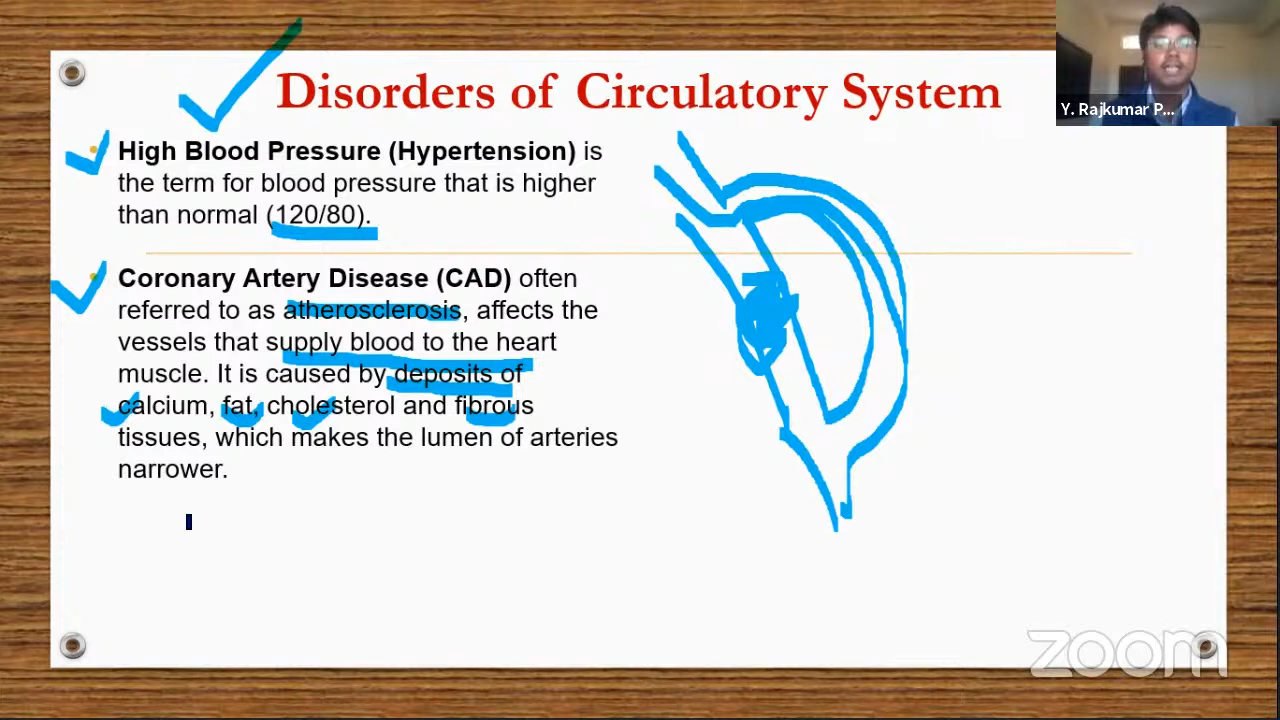 Disorders of Circulatory System
Y. Rajkumar P...
• High Blood Pressure (Hypertension) is
the term for blood pressure that is higher
than normal (120/80).
• Coronary Artery Disease (CAD) often
referred to as atherosclerosis, affects the
vessels that supply blood to the heart
muscle. It is caused by deposits of
calcium, fat, cholesterol and fibrous
tissues, which makes the lumen of arteries
narrower.
zoom